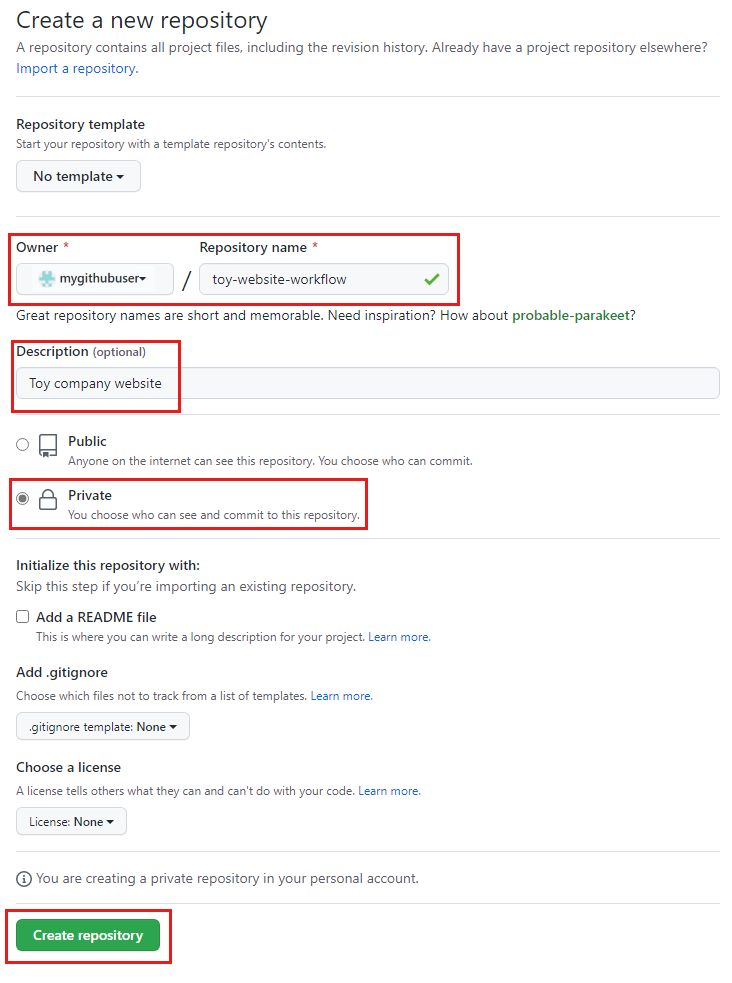 Create a new repository
A repository contains all project files, including the revision history. Already have a project repository elsewhere?
Import a repository.
Repository template
Start your repository with a template repository's contents.
No template
Owner * Repository name *
mygithubuser / toy-website-workflow
Great repository names are short and memorable. Need inspiration? How about probable-parakeet?
Description (optional)
Toy company website
Public
Anyone on the internet can see this repository. You choose who can commit.
Private
You choose who can see and commit to this repository.
Initialize this repository with:
Skip this step if you're importing an existing repository.
Add a README file
This is where you can write a long description for your project. Learn more.
Add .gitignore
Choose which files not to track from a list of templates. Learn more.
.gitignore template: None
Choose a license
A license tells others what they can and can't do with your code. Learn more.
License: None
You are creating a private repository in your personal account.
Create repository